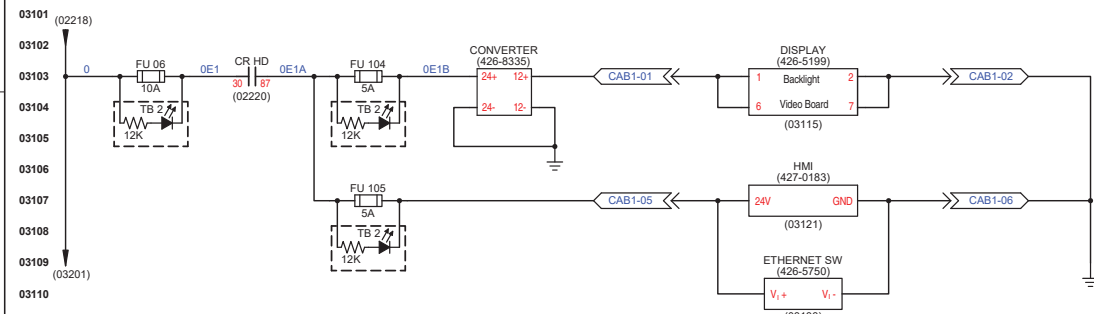 03101 (02218)
03102
CONVERTER DISPLAY
(426-8335) (426-5199)
FU 06 CR HD FU 104
03103 0 0E1 0E1A 0E1B 24+ 12+ CAB1-01 1 Backlight 2 CAB1-02
10A 30 87 5A
(02220)
03104 TB 2 TB 2 24- 12- 6 Video Board 7
12K 12K (03115)
03105
03106 HMI
FU 105 (427-0183)
03107 CAB1-05 24V GND CAB1-06
5A
(03121)
03108 TB 2
12K
03109 ETHERNET SW
(03201) (426-5750)
03110 V₁ + V₁ -